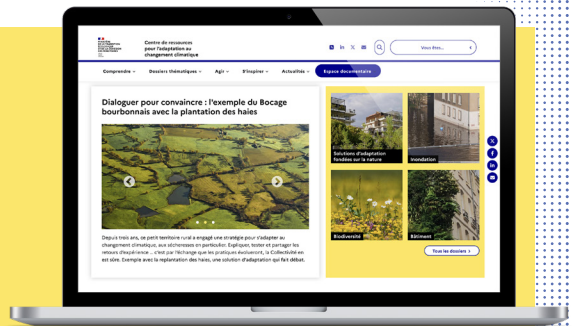 Centre de ressources
pour l'adaptation au
changement climatique
Vous êtes...
Comprendre
Dossiers thématiques
Agir
S'inspirer
Actualités
Espace documentaire
Dialoguer pour convaincre : l'exemple du Bocage
bourbonnais avec la plantation des haies
Depuis trois ans, ce petit territoire rural a engagé une stratégie pour s'adapter au
changement climatique, aux sécheresses en particulier. Expliquer, tester et partager les
retours d'expérience ... c'est par l'échange que les pratiques évolueront, la Collectivité en
est sûre. Exemple avec la replantation des haies, une solution d'adaptation qui fait débat.
Solutions d'adaptation
fondées sur la nature
Inondation
Biodiversité
Bâtiment
Tous les dossiers